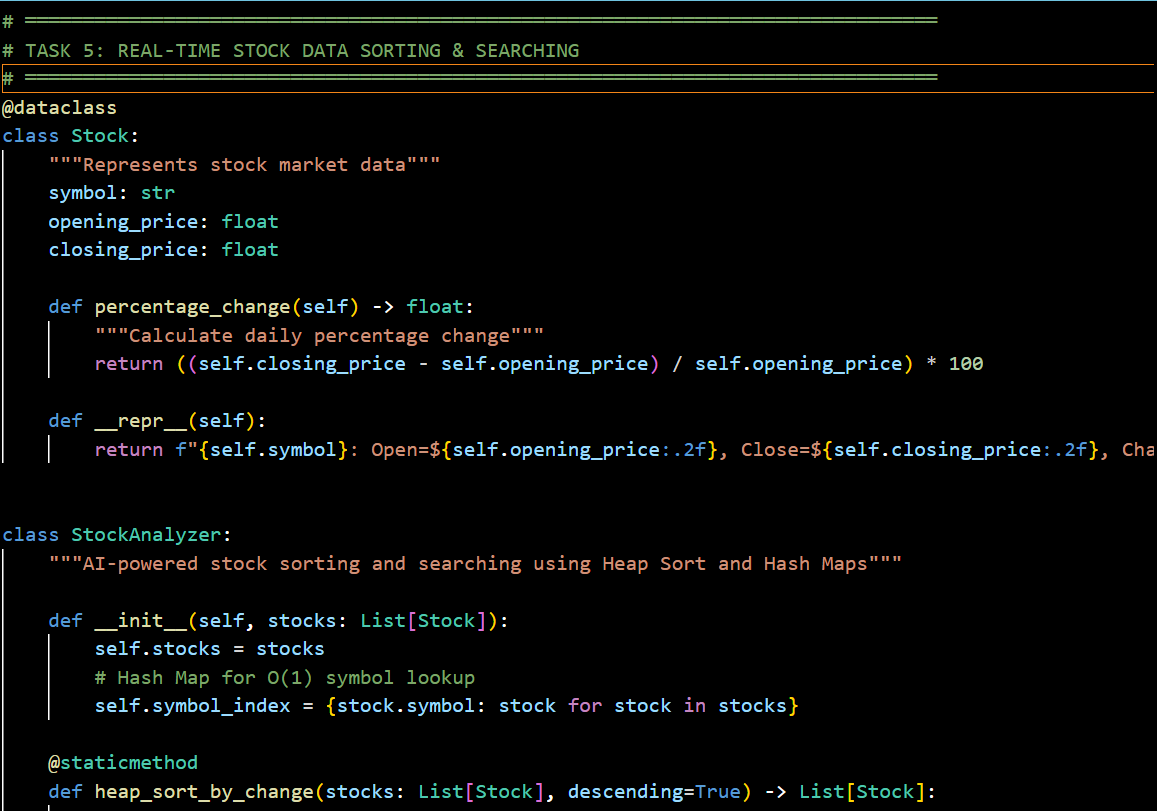 # ═══════════════════════════════════════════════════════════════════════════════
# TASK 5: REAL-TIME STOCK DATA SORTING & SEARCHING
# ═══════════════════════════════════════════════════════════════════════════════
@dataclass
class Stock:
    """Represents stock market data"""
    symbol: str
    opening_price: float
    closing_price: float

    def percentage_change(self) -> float:
        """Calculate daily percentage change"""
        return ((self.closing_price - self.opening_price) / self.opening_price) * 100

    def __repr__(self):
        return f"{self.symbol}: Open=${self.opening_price:.2f}, Close=${self.closing_price:.2f}, Cha


class StockAnalyzer:
    """AI-powered stock sorting and searching using Heap Sort and Hash Maps"""

    def __init__(self, stocks: List[Stock]):
        self.stocks = stocks
        # Hash Map for O(1) symbol lookup
        self.symbol_index = {stock.symbol: stock for stock in stocks}

    @staticmethod
    def heap_sort_by_change(stocks: List[Stock], descending=True) -> List[Stock]: